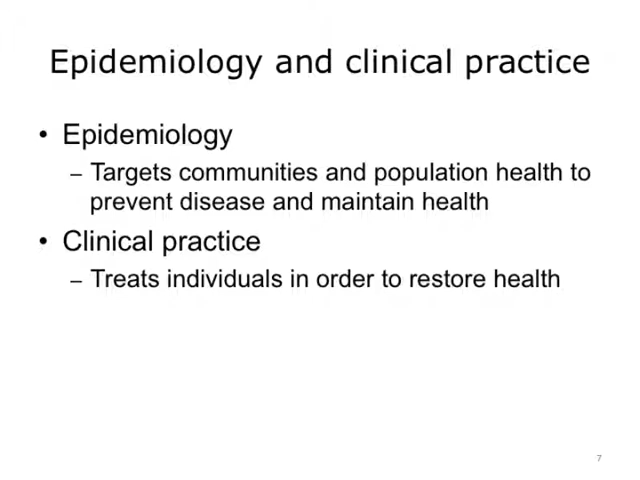 Epidemiology and clinical practice
• Epidemiology
– Targets communities and population health to
prevent disease and maintain health
• Clinical practice
– Treats individuals in order to restore health
7